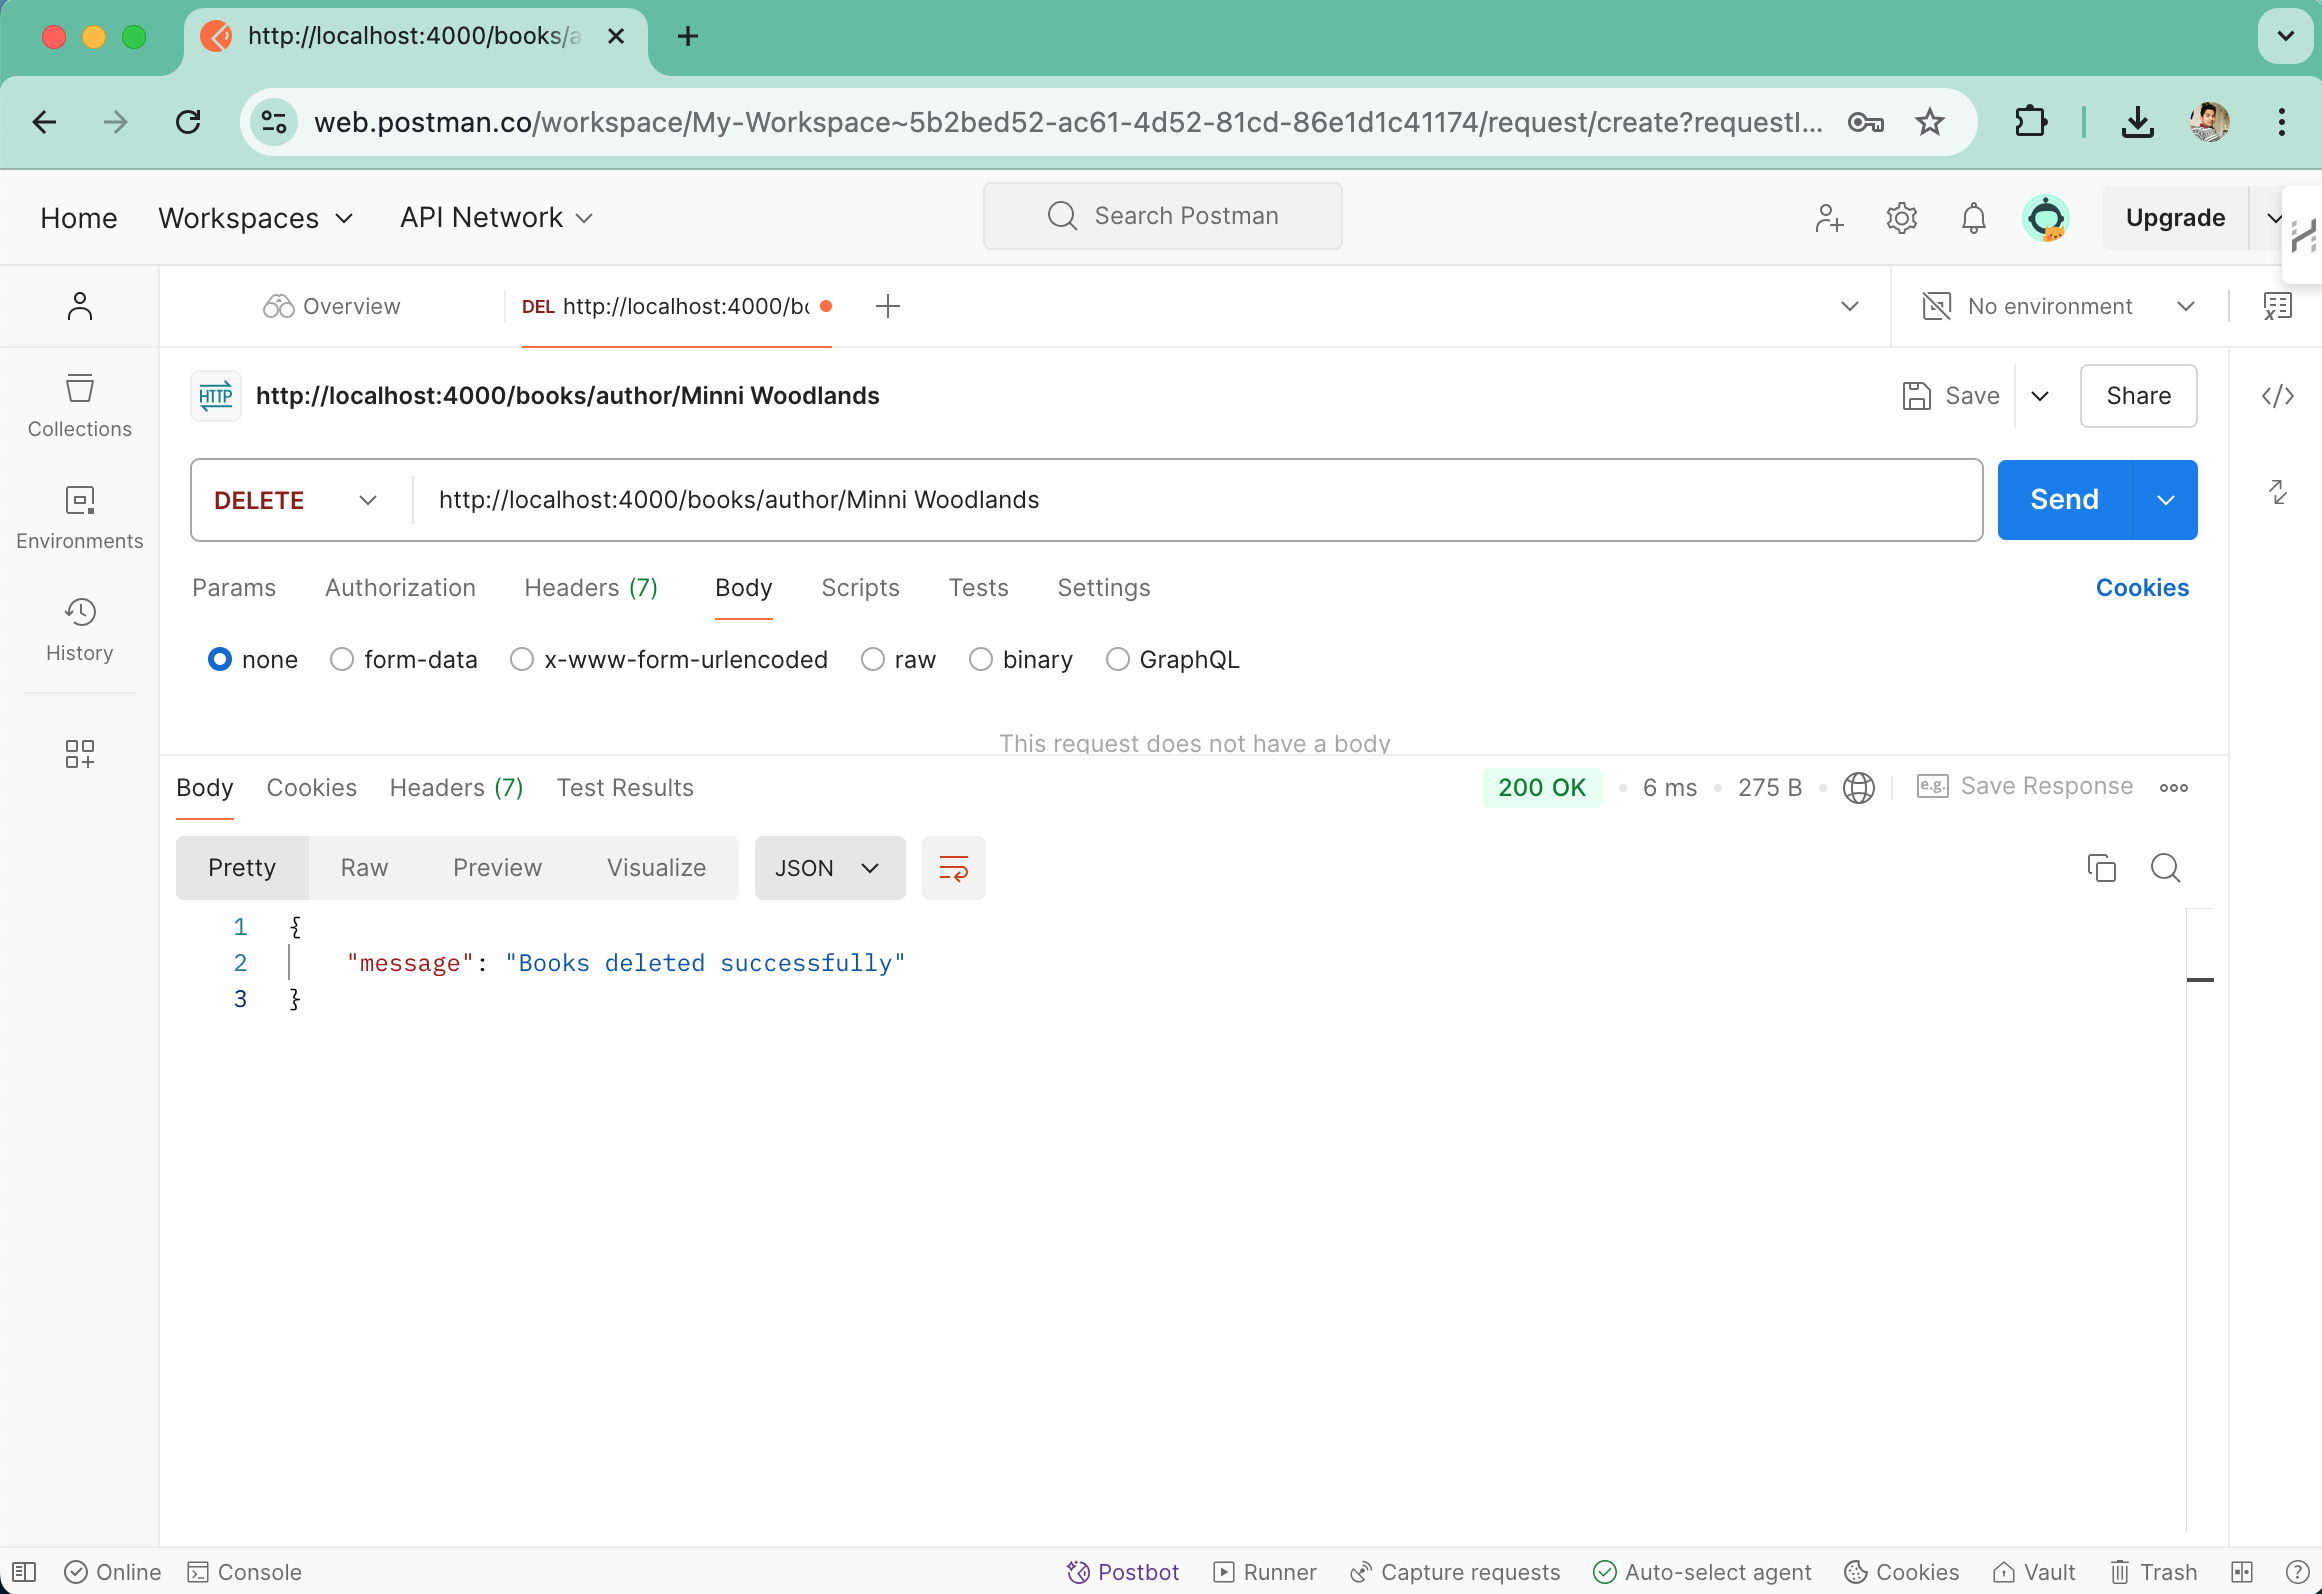 http://localhost:4000/books/a
web.postman.co/workspace/My-Workspace~5b2bed52-ac61-4d52-81cd-86e1d1c41174/request/create?requestI...
Home Workspaces API Network Search Postman Upgrade
Overview DEL http://localhost:4000/bo No environment
HTTP http://localhost:4000/books/author/Minni Woodlands Save Share
Collections
DELETE http://localhost:4000/books/author/Minni Woodlands Send
Environments
Params Authorization Headers (7) Body Scripts Tests Settings Cookies
History
none form-data x-www-form-urlencoded raw binary GraphQL
This request does not have a body
Body Cookies Headers (7) Test Results 200 OK 6 ms 275 B e.g. Save Response
Pretty Raw Preview Visualize JSON
1 {
2 "message": "Books deleted successfully"
3 }
Online Console Postbot Runner Capture requests Auto-select agent Cookies Vault Trash